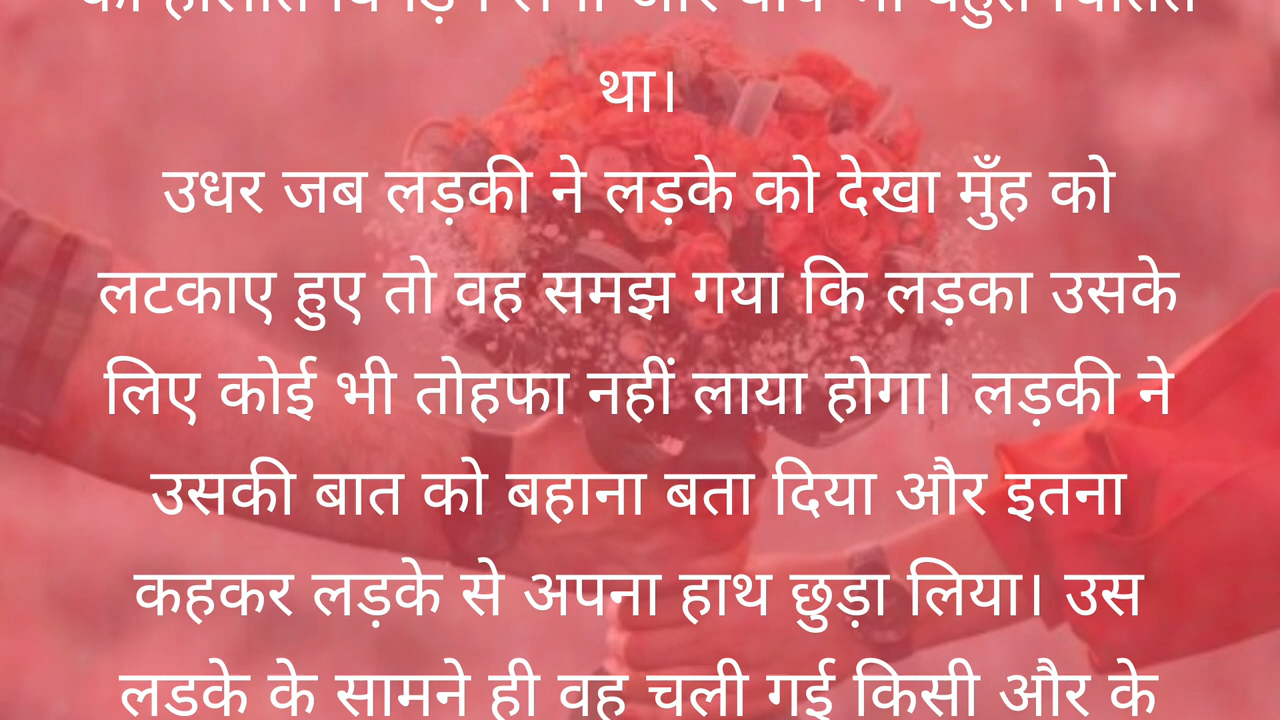 था।
उधर जब लड़की ने लड़के को देखा मुँह को
लटकाए हुए तो वह समझ गया कि लड़का उसके
लिए कोई भी तोहफा नहीं लाया होगा। लड़की ने
उसकी बात को बहाना बता दिया और इतना
कहकर लड़के से अपना हाथ छुड़ा लिया। उस
लडके के सामने ही वह चली गई किसी और के